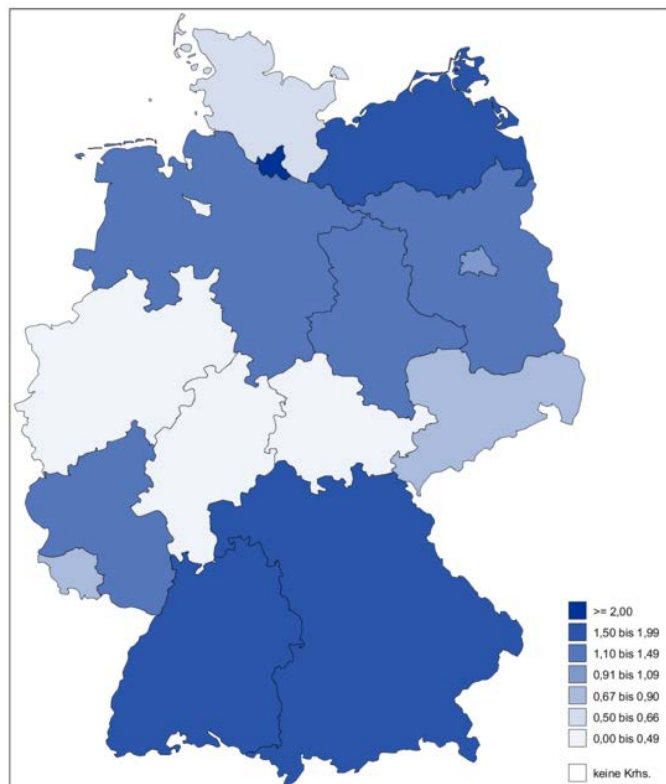 >= 2,00
1,50 bis 1,99
1,10 bis 1,49
0,91 bis 1,09
0,67 bis 0,90
0,50 bis 0,66
0,00 bis 0,49
keine Krhs.